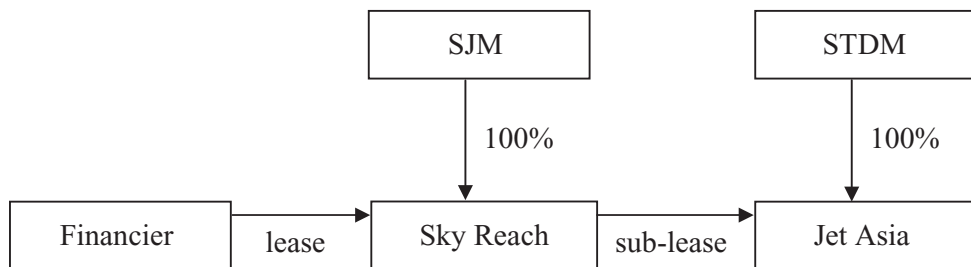 SJM
STDM
100%
100%
Financier
lease
Sky Reach
sub-lease
Jet Asia